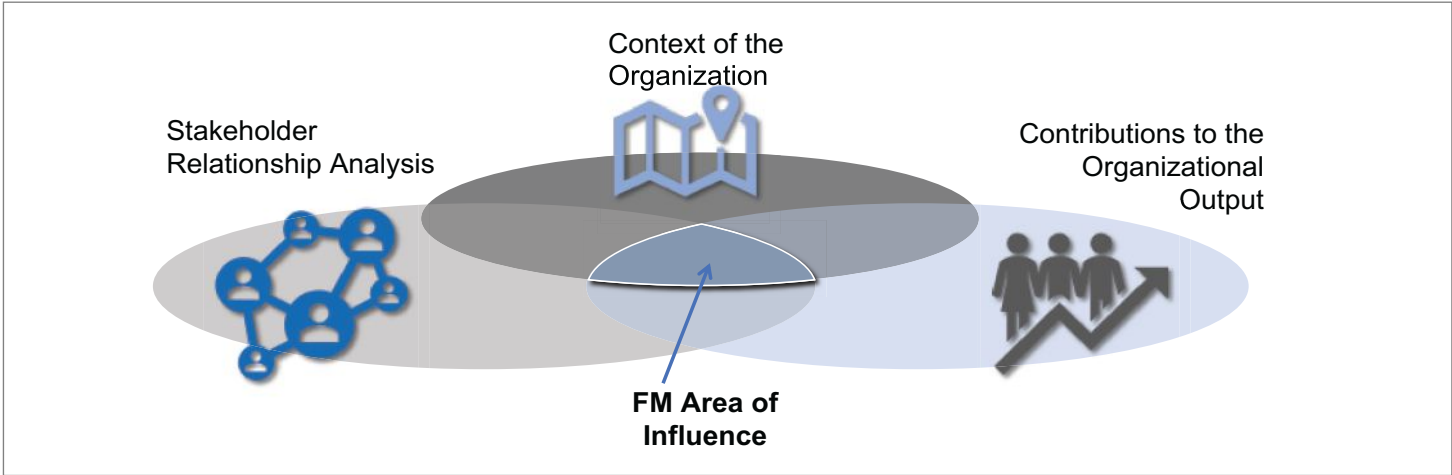 Context of the
Organization
Stakeholder
Relationship Analysis
Contributions to the
Organizational
Output
FM Area of
Influence